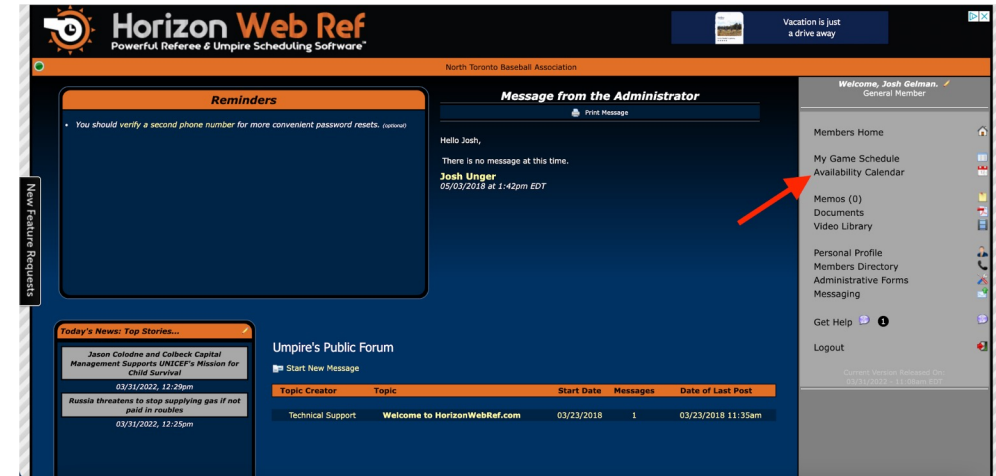 Horizon Web Ref
Powerful Referee & Umpire Scheduling Software™
Vacation is just
a drive away
North Toronto Baseball Association
Reminders
• You should verify a second phone number for more convenient password resets. (optional)
Message from the Administrator
Print Message
Hello Josh,
There is no message at this time.
Josh Unger
05/03/2018 at 1:42pm EDT
Welcome, Josh Gelman.
General Member
Members Home
My Game Schedule
Availability Calendar
Memos (0)
Documents
Video Library
Personal Profile
Members Directory
Administrative Forms
Messaging
Get Help 1
Logout
Current Version Released On
03/31/2022 - 11:08am EDT
New Feature Requests
Today's News: Top Stories...
Jason Colodne and Colbeck Capital
Management Supports UNICEF's Mission for
Child Survival
03/31/2022, 12:29pm
Russia threatens to stop supplying gas if not
paid in roubles
03/31/2022, 12:25pm
Umpire's Public Forum
Start New Message
Topic Creator Topic Start Date Messages Date of Last Post
Technical Support Welcome to HorizonWebRef.com 03/23/2018 1 03/23/2018 11:35am